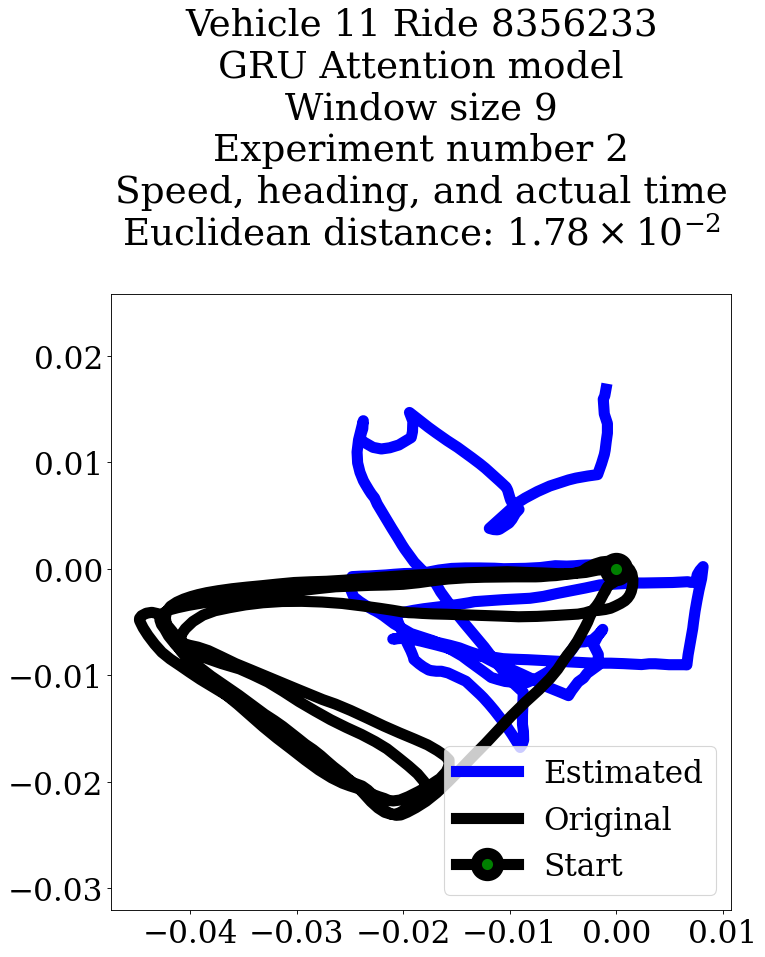 Vehicle 11 Ride 8356233
GRU Attention model
Window size 9
Experiment number 2
Speed, heading, and actual time
Euclidean distance: 1.78 × 10⁻²
0.02
0.01
0.00
−0.01
−0.02
−0.03
Estimated
Original
Start
−0.04 −0.03 −0.02 −0.01 0.00 0.01